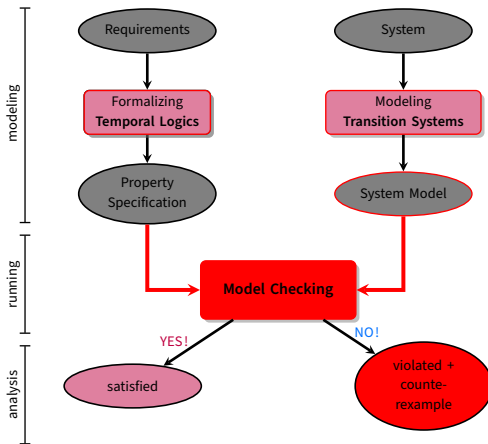 Requirements
System
modeling
Formalizing
Temporal Logics
Modeling
Transition Systems
Property
Specification
System Model
running
Model Checking
YES!
NO!
analysis
satisfied
violated +
counte-
rexample